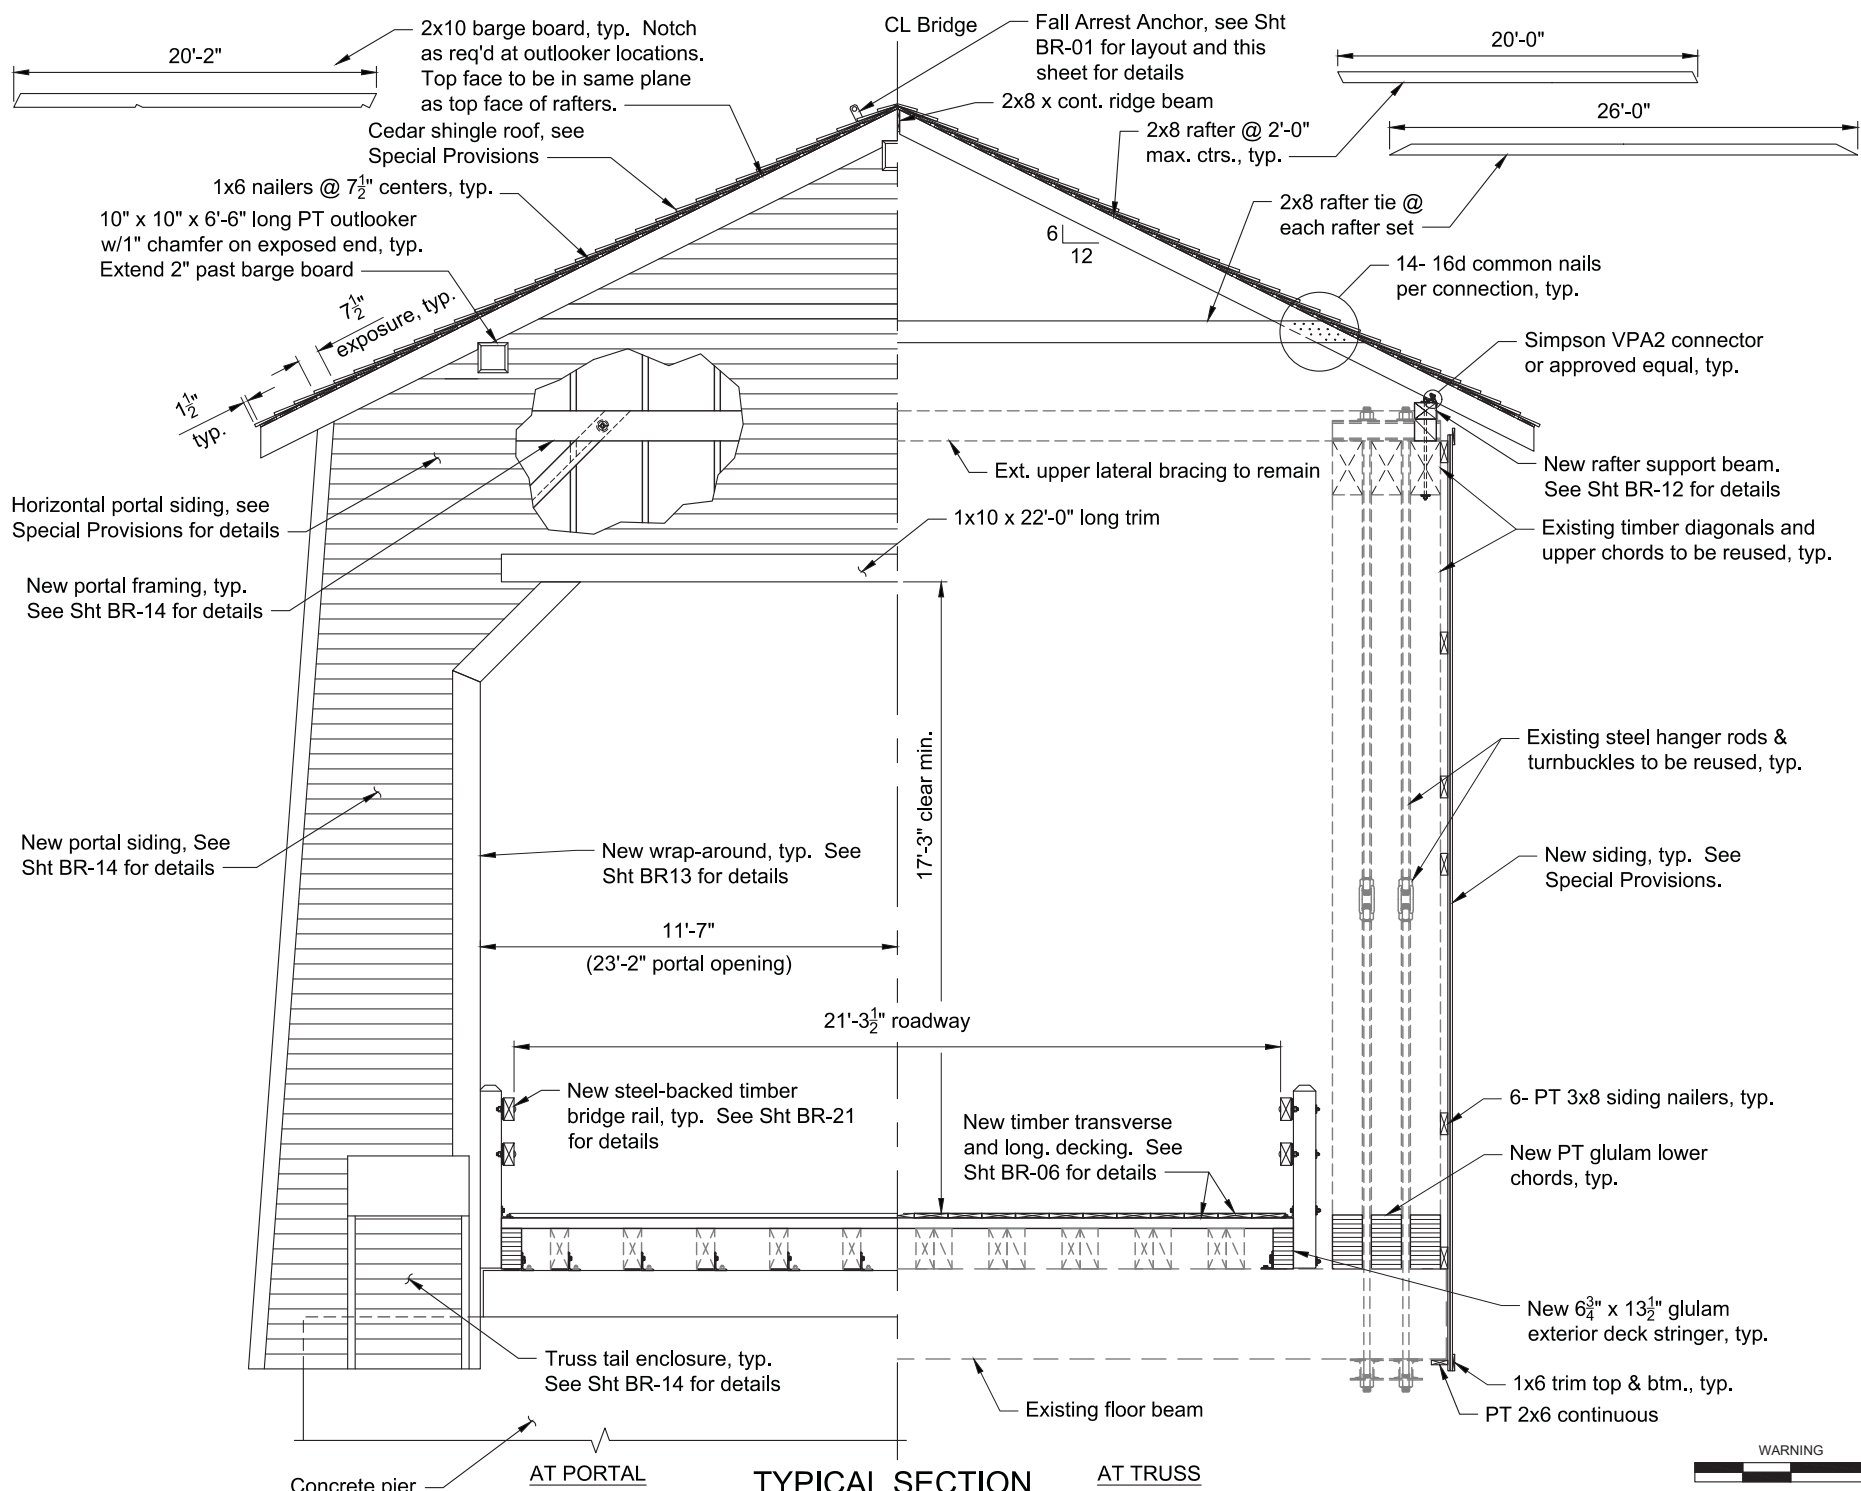 20'-2"
2x10 barge board, typ. Notch
as req'd at outlooker locations.
Top face to be in same plane
as top face of rafters.
Cedar shingle roof, see
Special Provisions
1x6 nailers @ 7½" centers, typ.
10" x 10" x 6'-6" long PT outlooker
w/1" chamfer on exposed end, typ.
Extend 2" past barge board
7½"
exposure, typ.
1½"
typ.
CL Bridge
Fall Arrest Anchor, see Sht
BR-01 for layout and this
sheet for details
2x8 x cont. ridge beam
20'-0"
2x8 rafter @ 2'-0"
max. ctrs., typ.
26'-0"
2x8 rafter tie @
each rafter set
6
12
14- 16d common nails
per connection, typ.
Simpson VPA2 connector
or approved equal, typ.
Ext. upper lateral bracing to remain
New rafter support beam.
See Sht BR-12 for details
Existing timber diagonals and
upper chords to be reused, typ.
Horizontal portal siding, see
Special Provisions for details
New portal framing, typ.
See Sht BR-14 for details
1x10 x 22'-0" long trim
17'-3" clear min.
Existing steel hanger rods &
turnbuckles to be reused, typ.
New portal siding, See
Sht BR-14 for details
New wrap-around, typ. See
Sht BR13 for details
New siding, typ. See
Special Provisions.
11'-7"
(23'-2" portal opening)
21'-3½" roadway
New steel-backed timber
bridge rail, typ. See Sht BR-21
for details
New timber transverse
and long. decking. See
Sht BR-06 for details
6- PT 3x8 siding nailers, typ.
New PT glulam lower
chords, typ.
New 6¾" x 13½" glulam
exterior deck stringer, typ.
Truss tail enclosure, typ.
See Sht BR-14 for details
Existing floor beam
1x6 trim top & btm., typ.
PT 2x6 continuous
Concrete pier
AT PORTAL
TYPICAL SECTION
AT TRUSS
WARNING